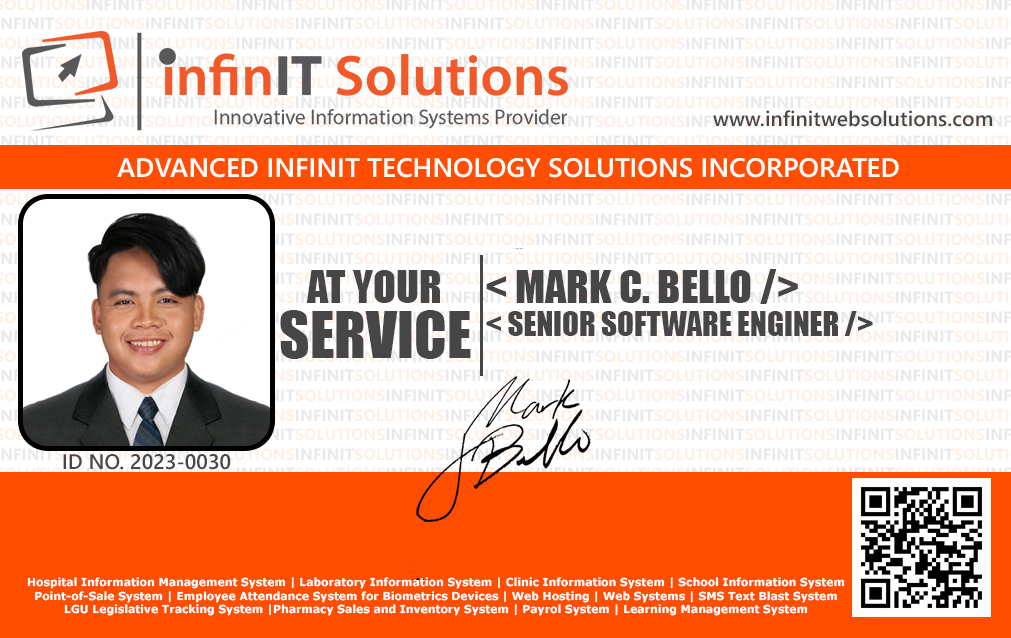 infinIT Solutions
Innovative Information Systems Provider
www.infinitwebsolutions.com
ADVANCED INFINIT TECHNOLOGY SOLUTIONS INCORPORATED
AT YOUR
SERVICE
< MARK C. BELLO />
< SENIOR SOFTWARE ENGINER />
Mark
Bello
ID NO. 2023-0030
Hospital Information Management System | Laboratory Information System | Clinic Information System | School Information System
Point-of-Sale System | Employee Attendance System for Biometrics Devices | Web Hosting | Web Systems | SMS Text Blast System
LGU Legislative Tracking System |Pharmacy Sales and Inventory System | Payrol System | Learning Management System